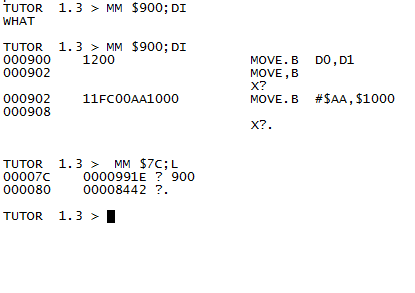 TUTOR  1.3 > MM $900;DI
WHAT
TUTOR  1.3 > MM $900;DI
000900    1200                  MOVE.B  D0,D1
000902                          MOVE,B
X?
000902    11FC00AA1000          MOVE.B  #$AA,$1000
000908
X?.
TUTOR  1.3 >  MM $7C;L
00007C    0000991E ? 900
000080    00008442 ?.
TUTOR  1.3 >